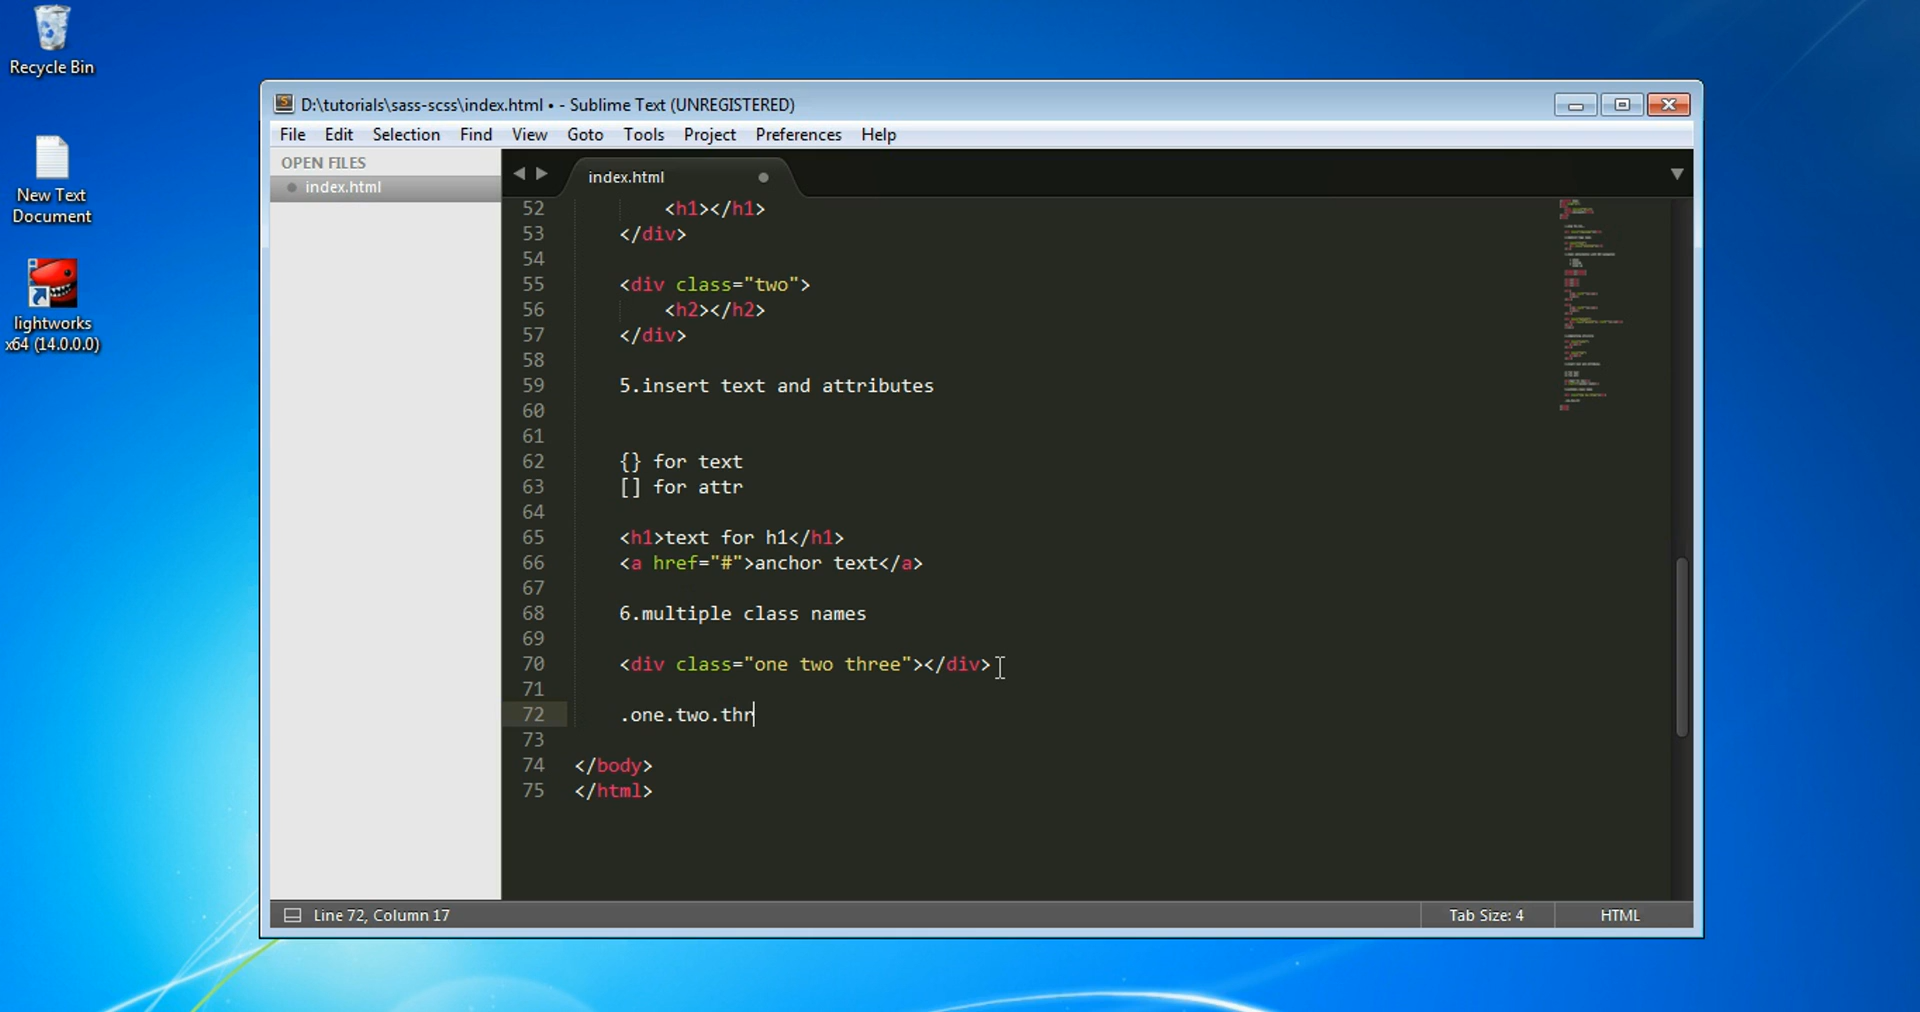 Recycle Bin
New Text
Document
lightworks
x64 (14.0.0.0)
D:\tutorials\sass-scss\index.html • - Sublime Text (UNREGISTERED)
File Edit Selection Find View Goto Tools Project Preferences Help
OPEN FILES
index.html
index.html
52 <h1></h1>
53 </div>
54
55 <div class="two">
56 <h2></h2>
57 </div>
58
59 5.insert text and attributes
60
61
62 {} for text
63 [] for attr
64
65 <h1>text for h1</h1>
66 <a href="#">anchor text</a>
67
68 6.multiple class names
69
70 <div class="one two three"></div>
71
72 .one.two.thr
73
74 </body>
75 </html>
Line 72, Column 17
Tab Size: 4
HTML